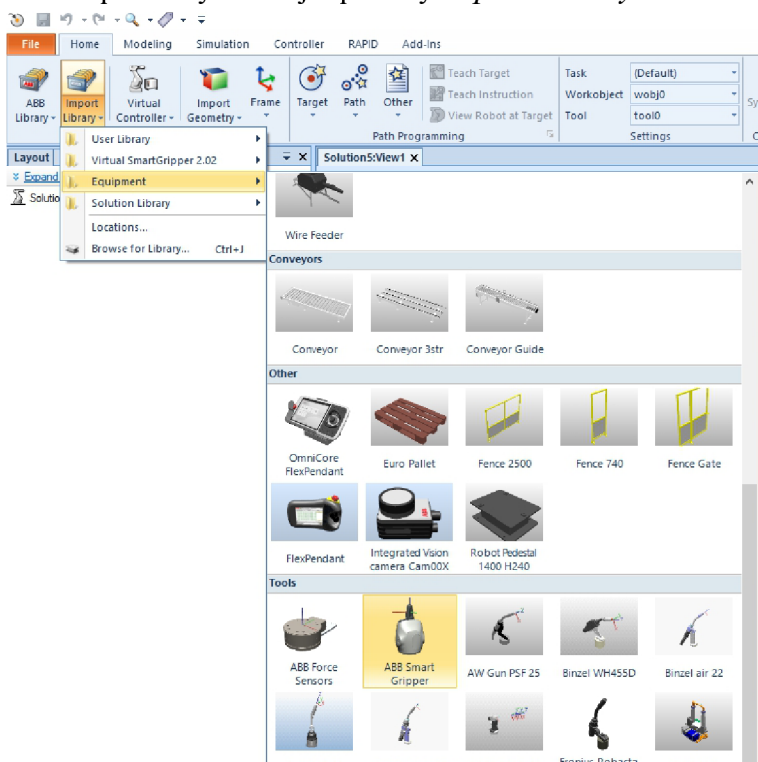 File Home Modeling Simulation Controller RAPID Add-Ins
ABB Library
Import Library
Virtual Controller
Import Geometry
Frame
Target
Path
Other
Teach Target
Teach Instruction
View Robot at Target
Path Programming
Task (Default)
Workobject wobj0
Tool tool0
Settings
Layout
Expand
Solutio
User Library
Virtual SmartGripper 2.02
Equipment
Solution Library
Locations...
Browse for Library... Ctrl+J
Solution5:View1 X
Wire Feeder
Conveyors
Conveyor
Conveyor 3str
Conveyor Guide
Other
OmniCore
FlexPendant
Euro Pallet
Fence 2500
Fence 740
Fence Gate
FlexPendant
Integrated Vision
camera Cam00X
Robot Pedestal
1400 H240
Tools
ABB Force
Sensors
ABB Smart
Gripper
AW Gun PSF 25
Binzel WH455D
Binzel air 22